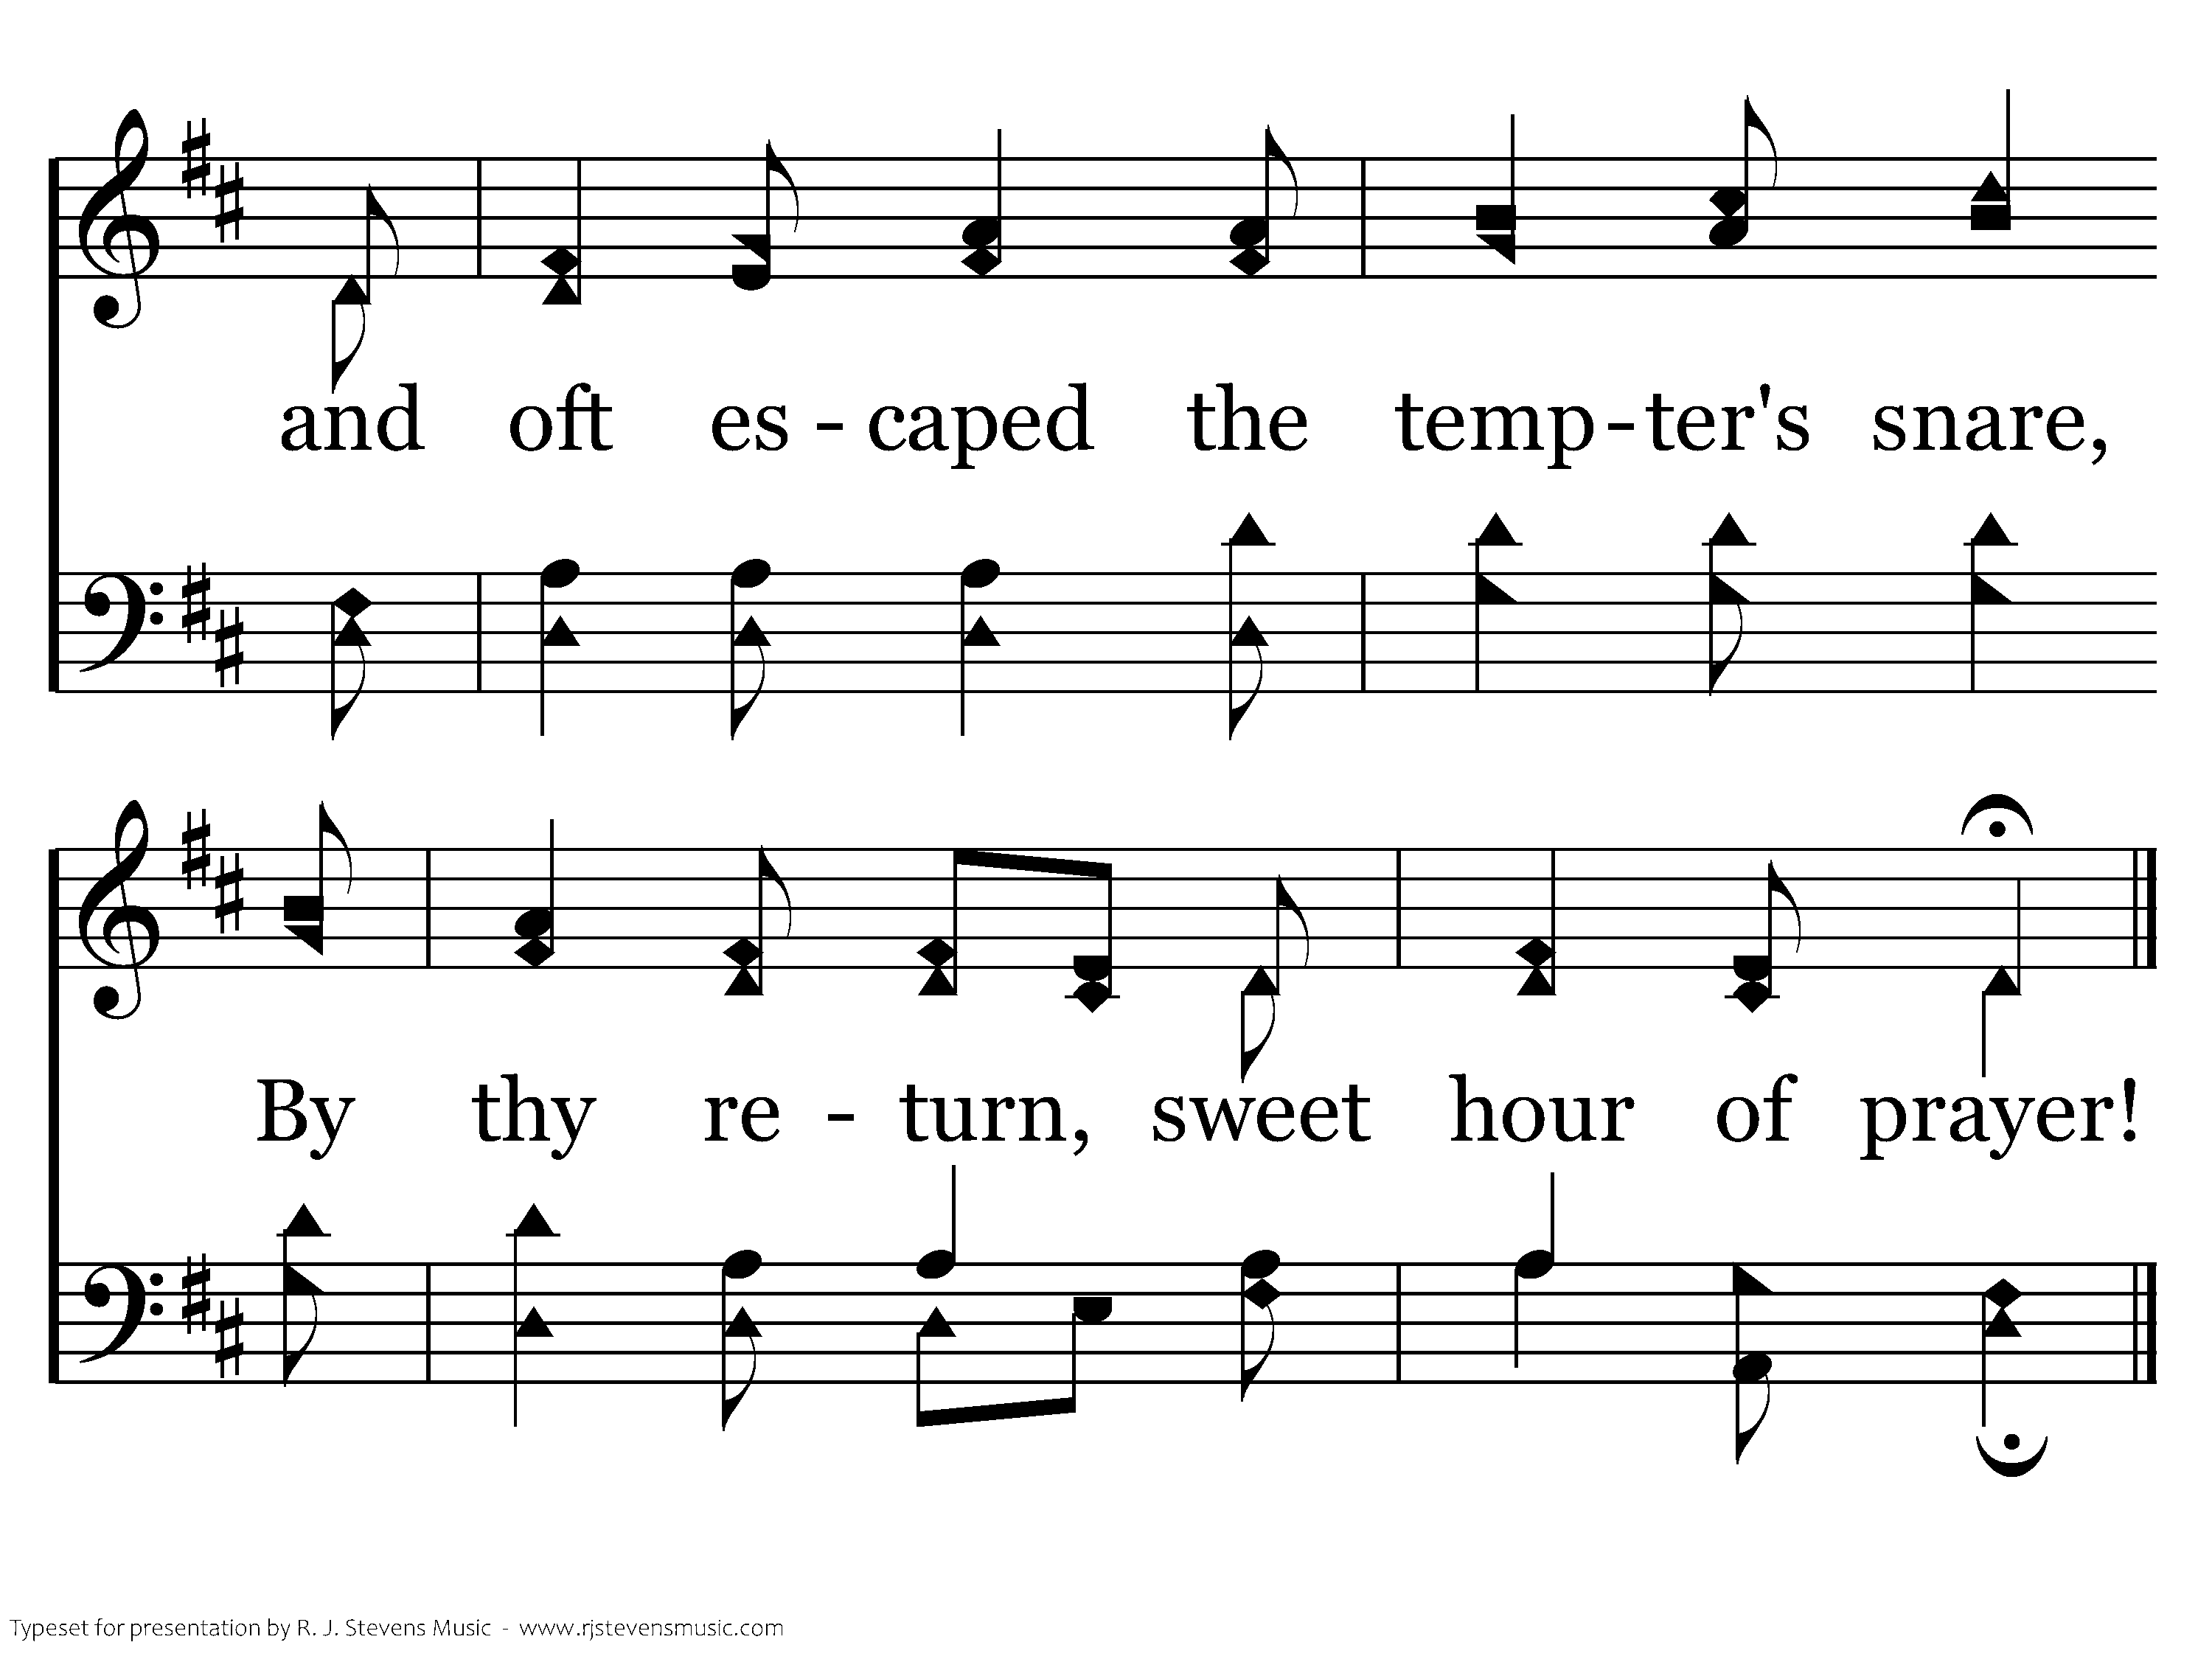 and oft es - caped the temp - ter's snare,
By thy re - turn, sweet hour of prayer!
Typeset for presentation by R. J. Stevens Music - www.rjstevensmusic.com